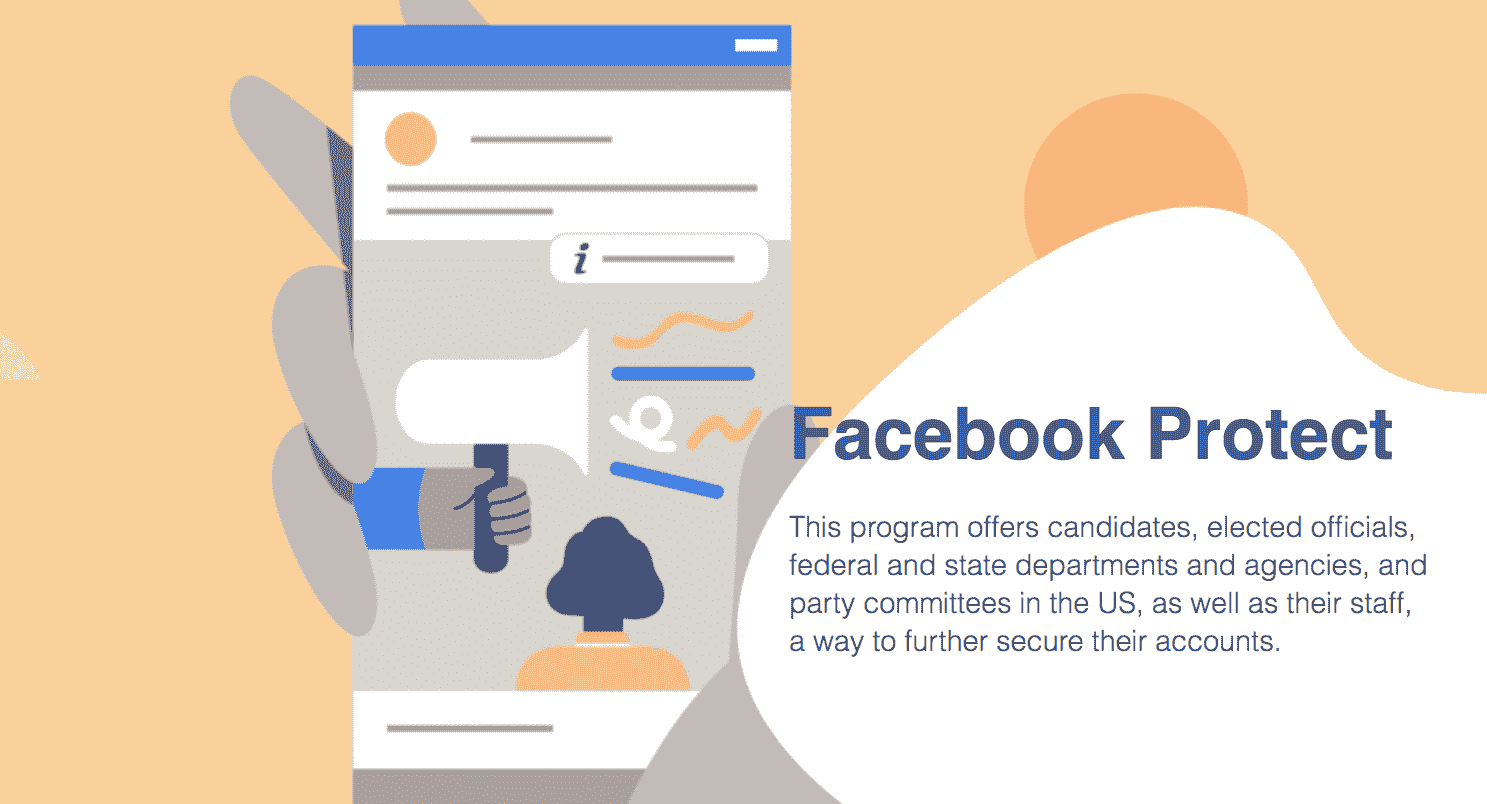 i
Facebook Protect
This program offers candidates, elected officials,
federal and state departments and agencies, and
party committees in the US, as well as their staff,
a way to further secure their accounts.